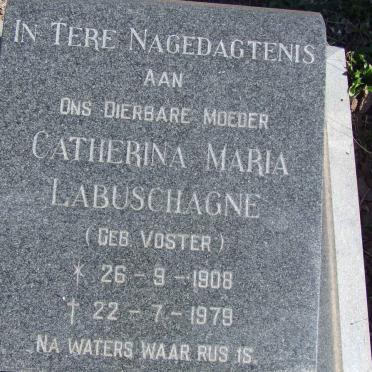 In Tere Nagedagtenis
Aan
Ons Dierbare Moeder
Catherina Maria
Labuschagne
(Geb. Voster)
* 26-9-1908
† 22-7-1979
Na waters waar rus is.